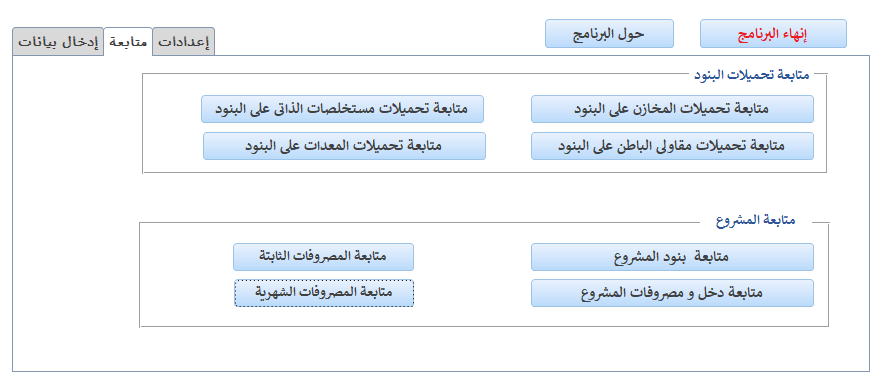 إنهاء البرنامج
حول البرنامج
إعدادات
متابعة
إدخال بيانات
متابعة تحميلات البنود
متابعة تحميلات المخازن على البنود
متابعة تحميلات مستخلصات الذاتى على البنود
متابعة تحميلات مقاولى الباطن على البنود
متابعة تحميلات المعدات على البنود
متابعة المشروع
متابعة بنود المشروع
متابعة المصروفات الثابتة
متابعة دخل و مصروفات المشروع
متابعة المصروفات الشهرية